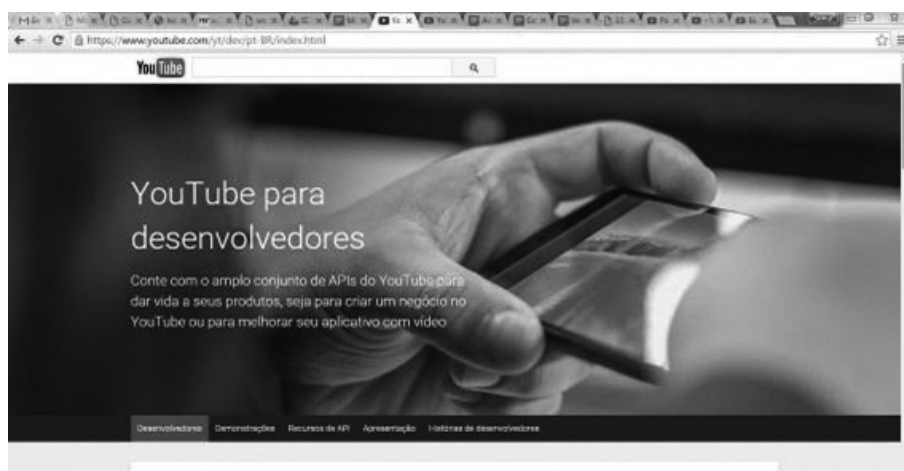 https://www.youtube.com/yt/dev/pt-BR/index.html
YouTube
YouTube para
desenvolvedores
Conte com o amplo conjunto de APIs do YouTube para
dar vida a seus produtos, seja para criar um negócio no
YouTube ou para melhorar seu aplicativo com vídeo
Desenvolvedores Demonstrações Recursos de API Apresentação Histórias de desenvolvedores